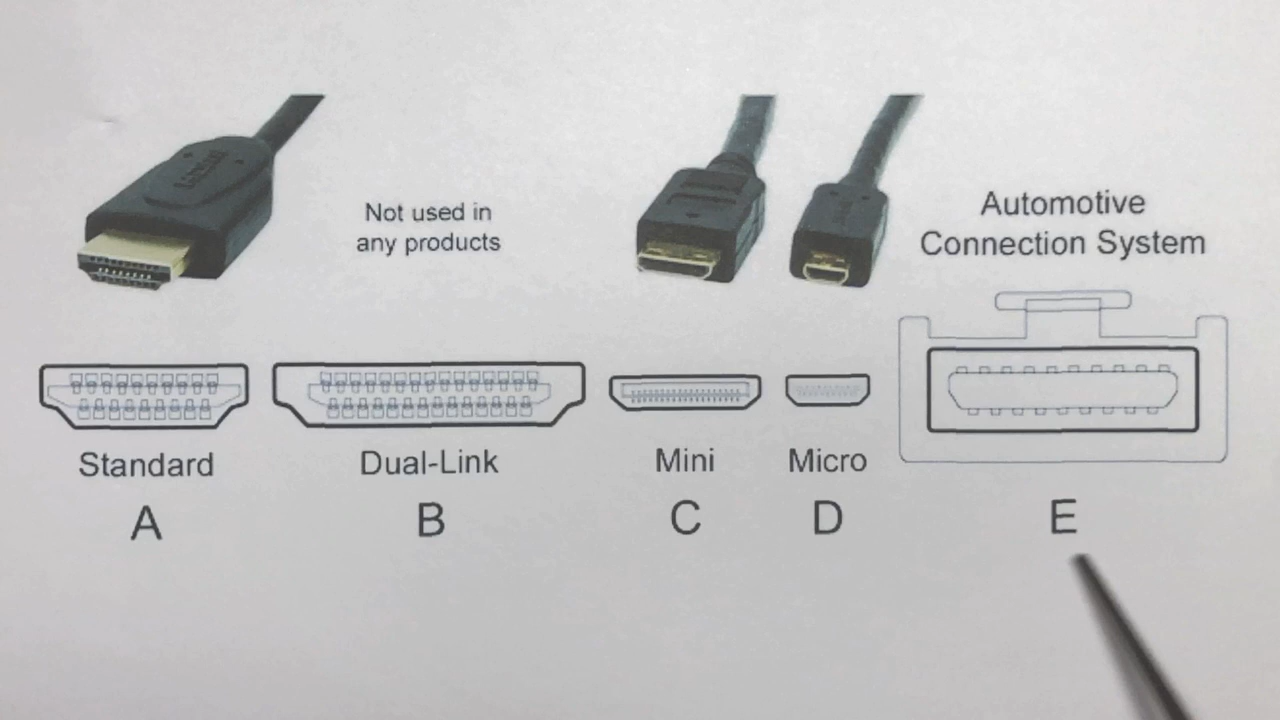 Not used in
any products
Automotive
Connection System
Standard
Dual-Link
Mini
Micro
A
B
C
D
E